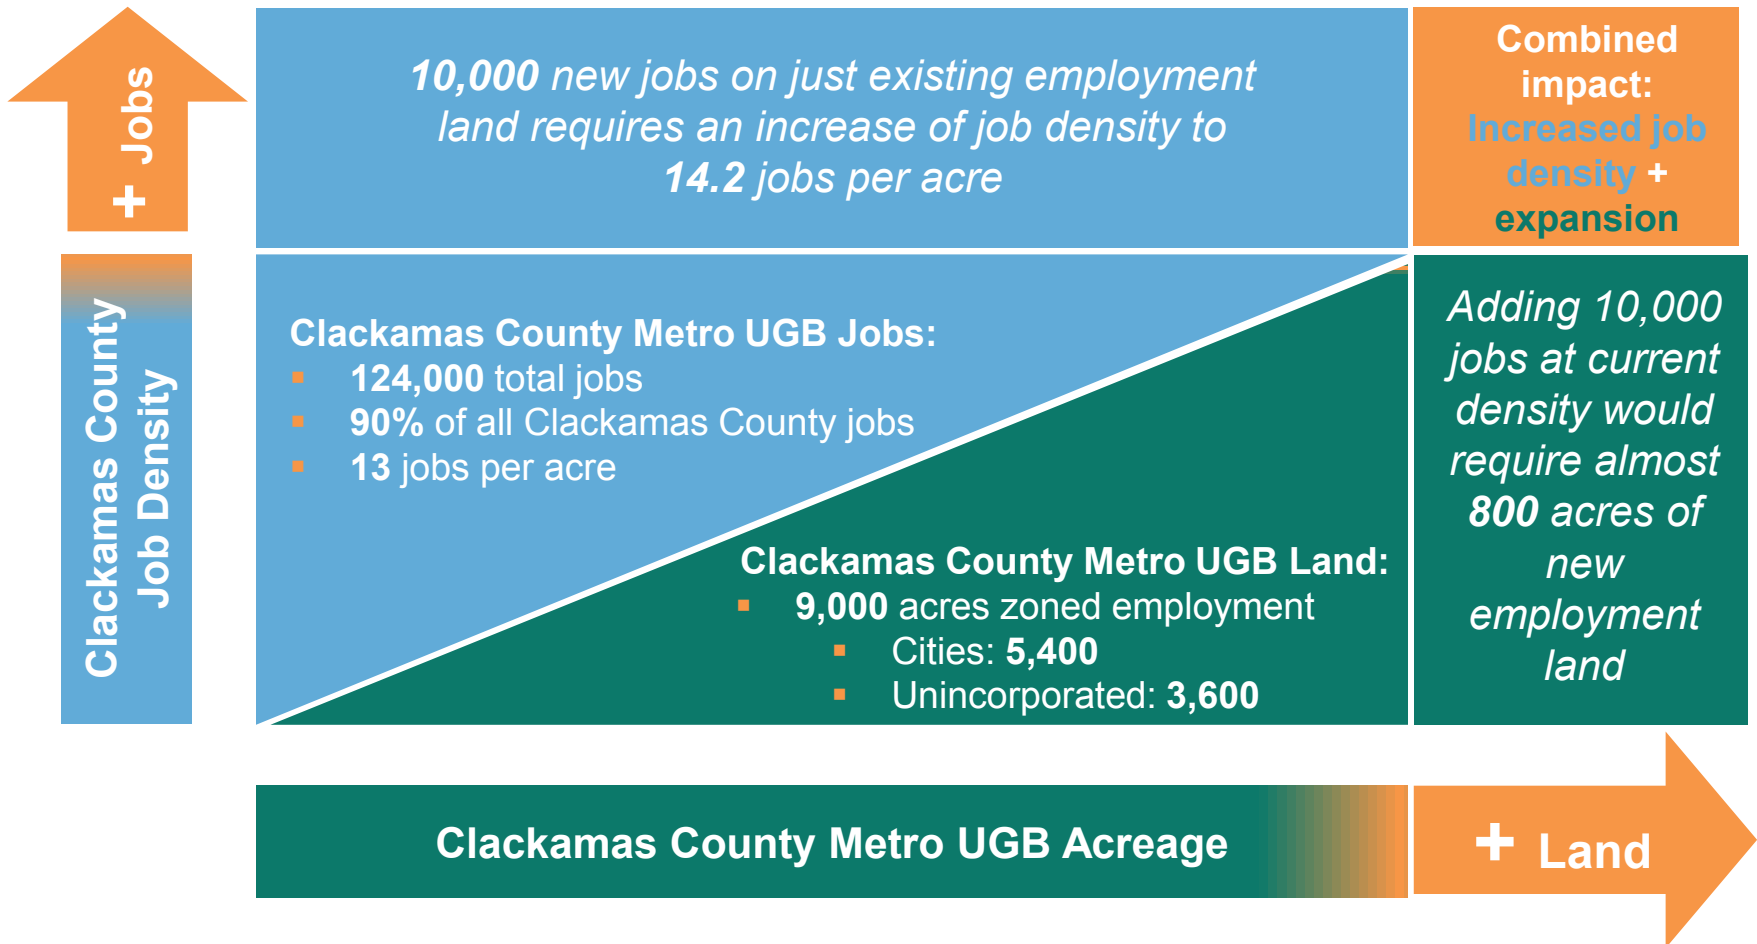 + Jobs
10,000 new jobs on just existing employment
land requires an increase of job density to
14.2 jobs per acre
Combined
impact:
Increased job
density +
expansion
Clackamas County
Job Density
Clackamas County Metro UGB Jobs:
▪ 124,000 total jobs
▪ 90% of all Clackamas County jobs
▪ 13 jobs per acre
Clackamas County Metro UGB Land:
▪ 9,000 acres zoned employment
▪ Cities: 5,400
▪ Unincorporated: 3,600
Adding 10,000
jobs at current
density would
require almost
800 acres of
new
employment
land
Clackamas County Metro UGB Acreage
+ Land